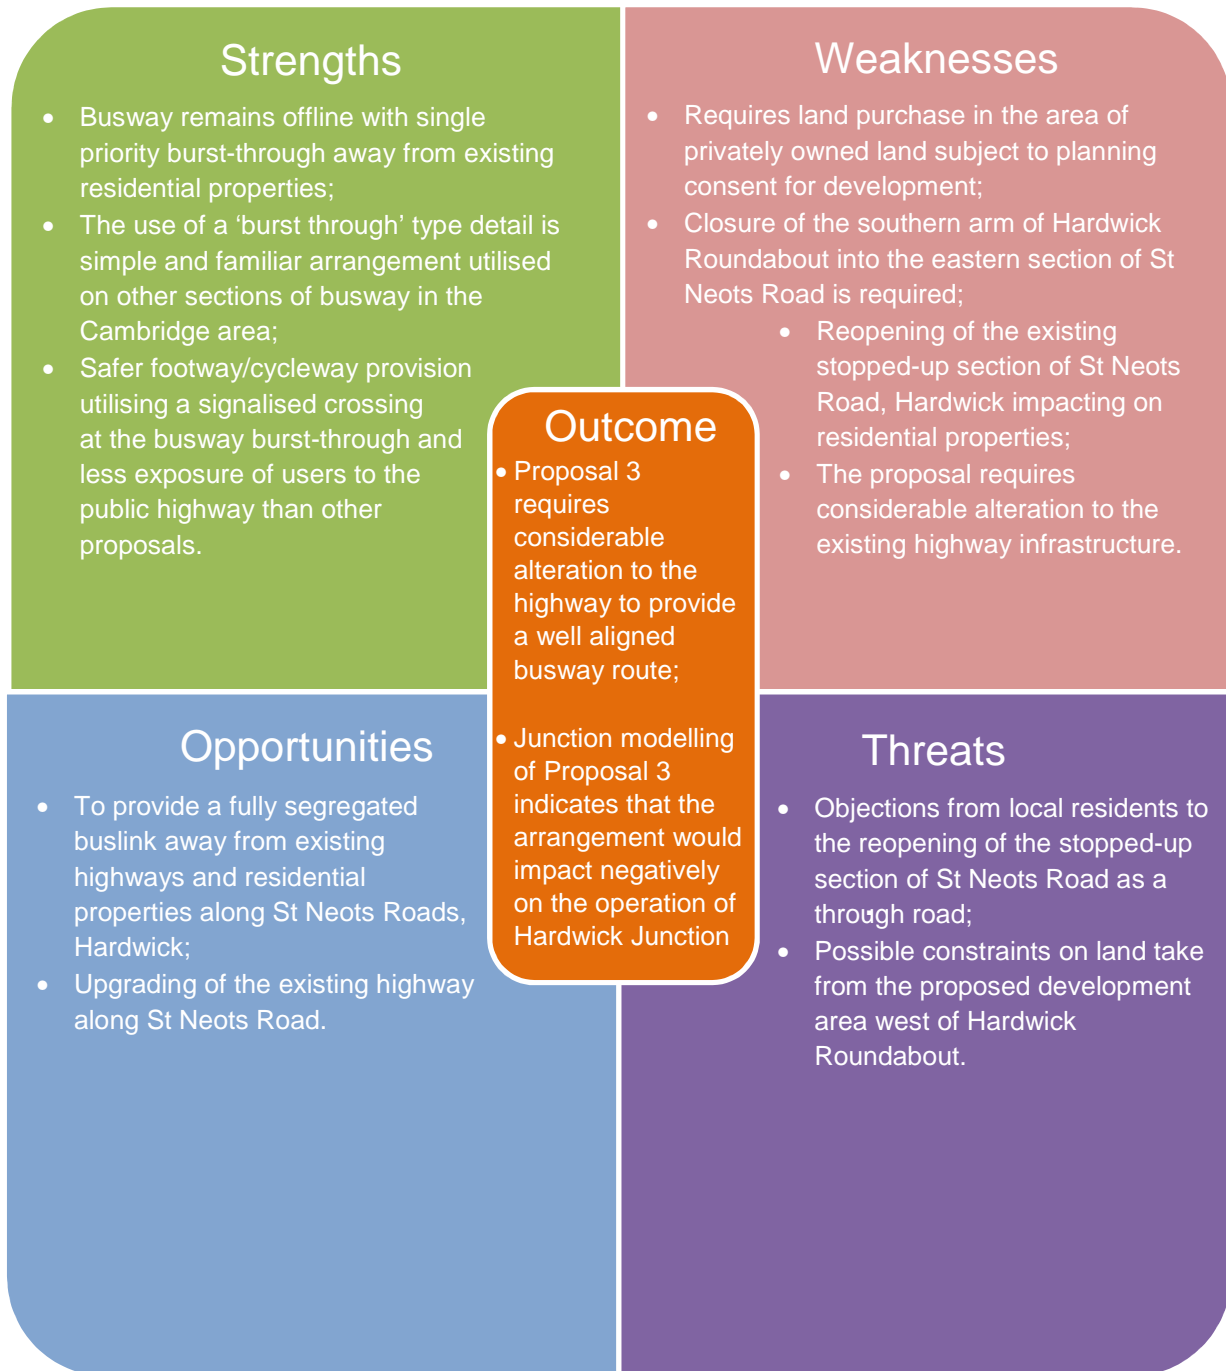 Strengths
• Busway remains offline with single
priority burst-through away from existing
residential properties;
• The use of a ‘burst through’ type detail is
simple and familiar arrangement utilised
on other sections of busway in the
Cambridge area;
• Safer footway/cycleway provision
utilising a signalised crossing
at the busway burst-through and
less exposure of users to the
public highway than other
proposals.
Weaknesses
• Requires land purchase in the area of
privately owned land subject to planning
consent for development;
• Closure of the southern arm of Hardwick
Roundabout into the eastern section of St
Neots Road is required;
• Reopening of the existing
stopped-up section of St Neots
Road, Hardwick impacting on
residential properties;
• The proposal requires
considerable alteration to the
existing highway infrastructure.
Outcome
• Proposal 3
requires
considerable
alteration to the
highway to provide
a well aligned
busway route;
• Junction modelling
of Proposal 3
indicates that the
arrangement would
impact negatively
on the operation of
Hardwick Junction
Opportunities
• To provide a fully segregated
buslink away from existing
highways and residential
properties along St Neots Roads,
Hardwick;
• Upgrading of the existing highway
along St Neots Road.
Threats
• Objections from local residents to
the reopening of the stopped-up
section of St Neots Road as a
through road;
• Possible constraints on land take
from the proposed development
area west of Hardwick
Roundabout.